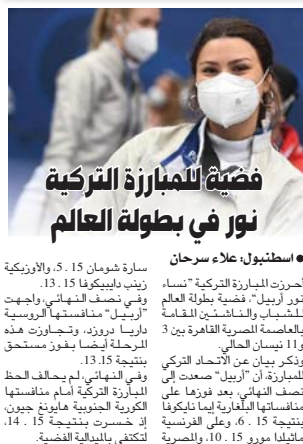 فضية للمبارزة التركية
نور في بطولة العالم
● اسطنبول: علاء سرحان
أحرزت المبارزة التركية "نساء
نور أربيل"، فضية بطولة العالم
للشباب والناشئين المقامة
بالعاصمة المصرية القاهرة بين 3
و11 نيسان الحالي.
وذكر بيان عن الاتحاد التركي
للمبارزة، أن "أربيل" صعدت إلى
نصف النهائي، بعد فوزها على
منافساتها البلغارية إيما نايكوفا
بنتيجة 15 ـ 6، وعلى الفرنسية
ماثيلدا مورو 15 ـ 10، والمصرية
سارة شومان 15 ـ 5، والأوزبكية
زينب داييبيكوفا 15 ـ 13.
وفي نصف النهائي، واجهت
"أربيل" منافستها الروسية
داريا دروزد، وتجاوزت هذه
المرحلة أيضا بفوز مستحق
بنتيجة 13.15
وفي النهائي، لم يحالف الحظ
المبارزة التركية أمام منافستها
الكورية الجنوبية هايونغ جيون،
إذ خسرت بنتيجة 15 ـ 14،
لتكتفي بالميدالية الفضية.